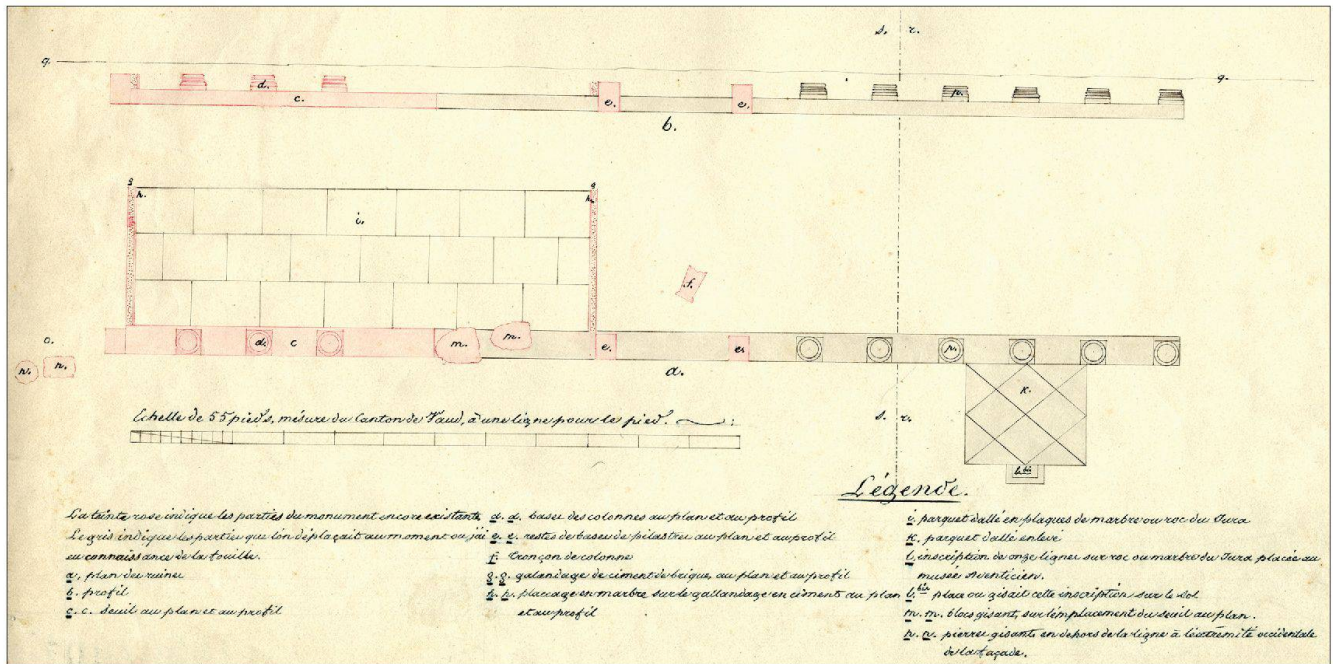 s. r.
q.
q.
d.
c.
e.
e.
p.
b.
g
g
h.
h.
i.
f.
o.
n.
n.
d.
c
m.
m.
e.
e.
p.
a.
k.
s. r.
l.bis
Echelle de 55 pieds, mesure du Canton de Vaud, à une ligne pour le pied.
Légende.
La teinte rose indique les parties du monument encore existante
Le gris indique les parties que l'on déplaçait au moment ou j'ai
eu connaissance de la fouille.
a, plan des ruines
b. profil
c. c. seuil au plan et au profil
d. d. bases des colonnes au plan et au profil
e. e. restes de bases de pilastres au plan et au profil
f. tronçon de colonne
g. g. galandage de ciment de brique, au plan et au profil
h. h. placcage en marbre sur le gallandage en ciment au plan
et au profil
i. parquet dallé en plaques de marbre ou roc du Jura
k. parquet dallé enlevé
l. inscription de onze lignes sur roc ou marbre du Jura placée au
musée Aventicien.
l.bis place ou gisait cette inscription sur le sol
m. m. blocs gisant, sur l'emplacement du seuil au plan.
n. n. pierres gisant en dehors de la ligne à l'extrémité occidentale
de la façade.